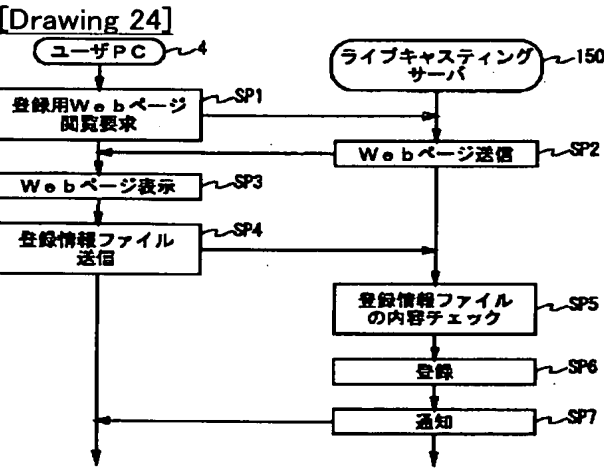 [Drawing 24]
ユーザPC
4
ライブキャスティング
サーバ
150
登録用Webページ
閲覧要求
SP1
Webページ送信
SP2
Webページ表示
SP3
登録情報ファイル
送信
SP4
登録情報ファイル
の内容チェック
SP5
登録
SP6
通知
SP7